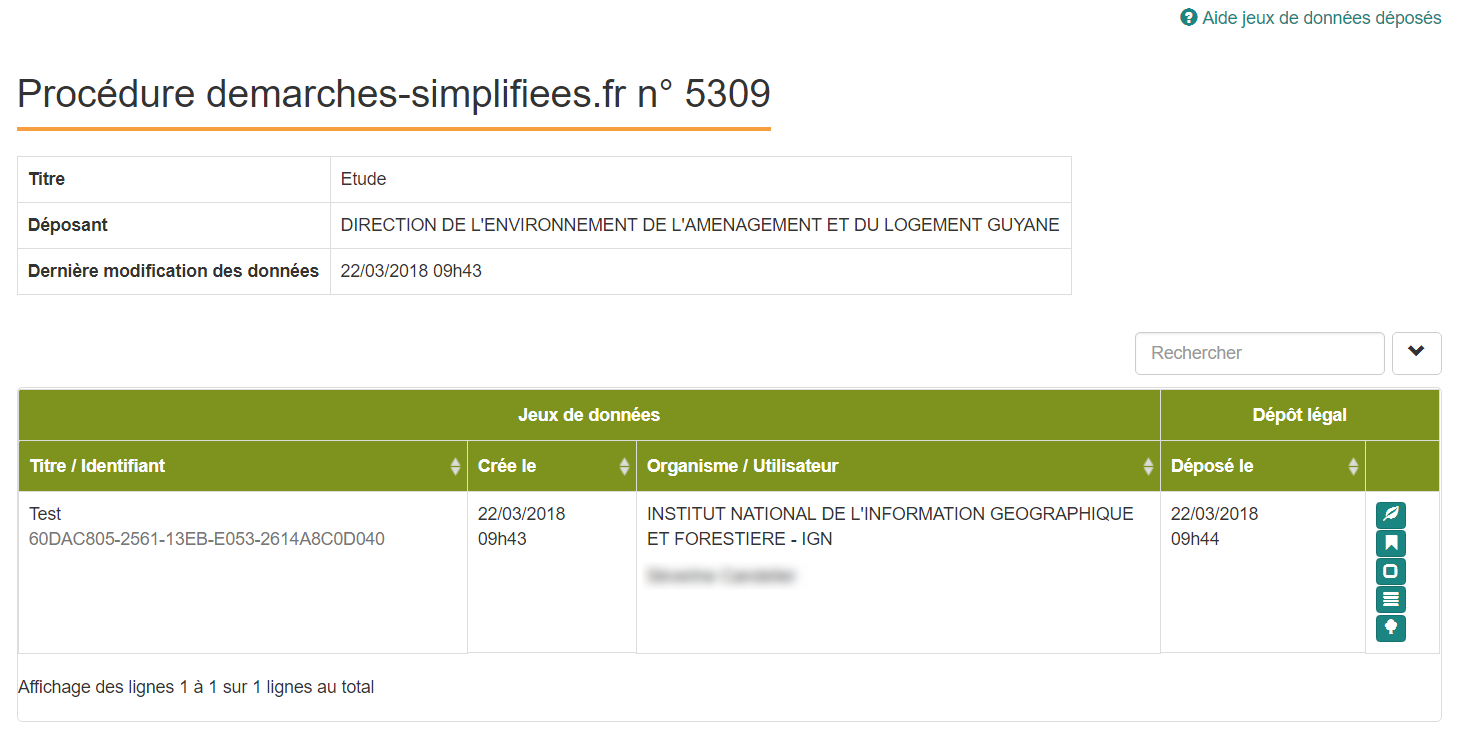 Aide jeux de données déposés
Procédure demarches-simplifiees.fr n° 5309
Titre Etude
Déposant DIRECTION DE L'ENVIRONNEMENT DE L'AMENAGEMENT ET DU LOGEMENT GUYANE
Dernière modification des données 22/03/2018 09h43
Rechercher
Jeux de données Dépôt légal
Titre / Identifiant Crée le Organisme / Utilisateur Déposé le
Test 22/03/2018 INSTITUT NATIONAL DE L'INFORMATION GEOGRAPHIQUE 22/03/2018
60DAC805-2561-13EB-E053-2614A8C0D040 09h43 ET FORESTIERE - IGN 09h44
Affichage des lignes 1 à 1 sur 1 lignes au total